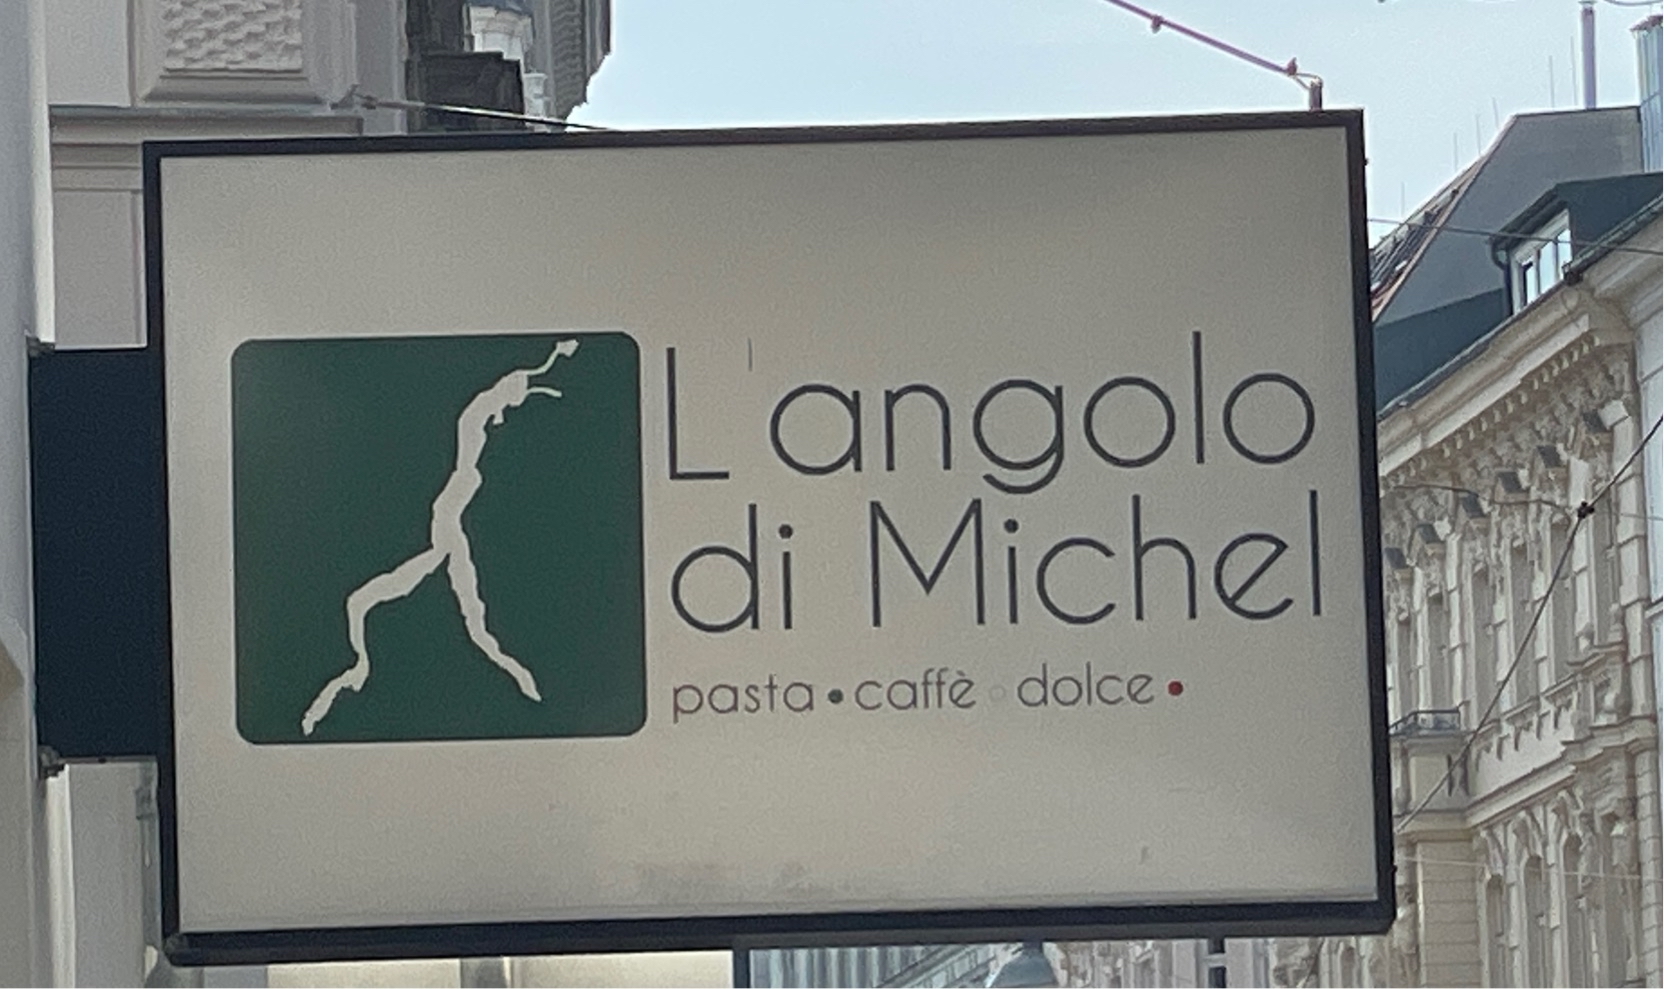 L'angolo
di Michel
pasta • caffè • dolce •